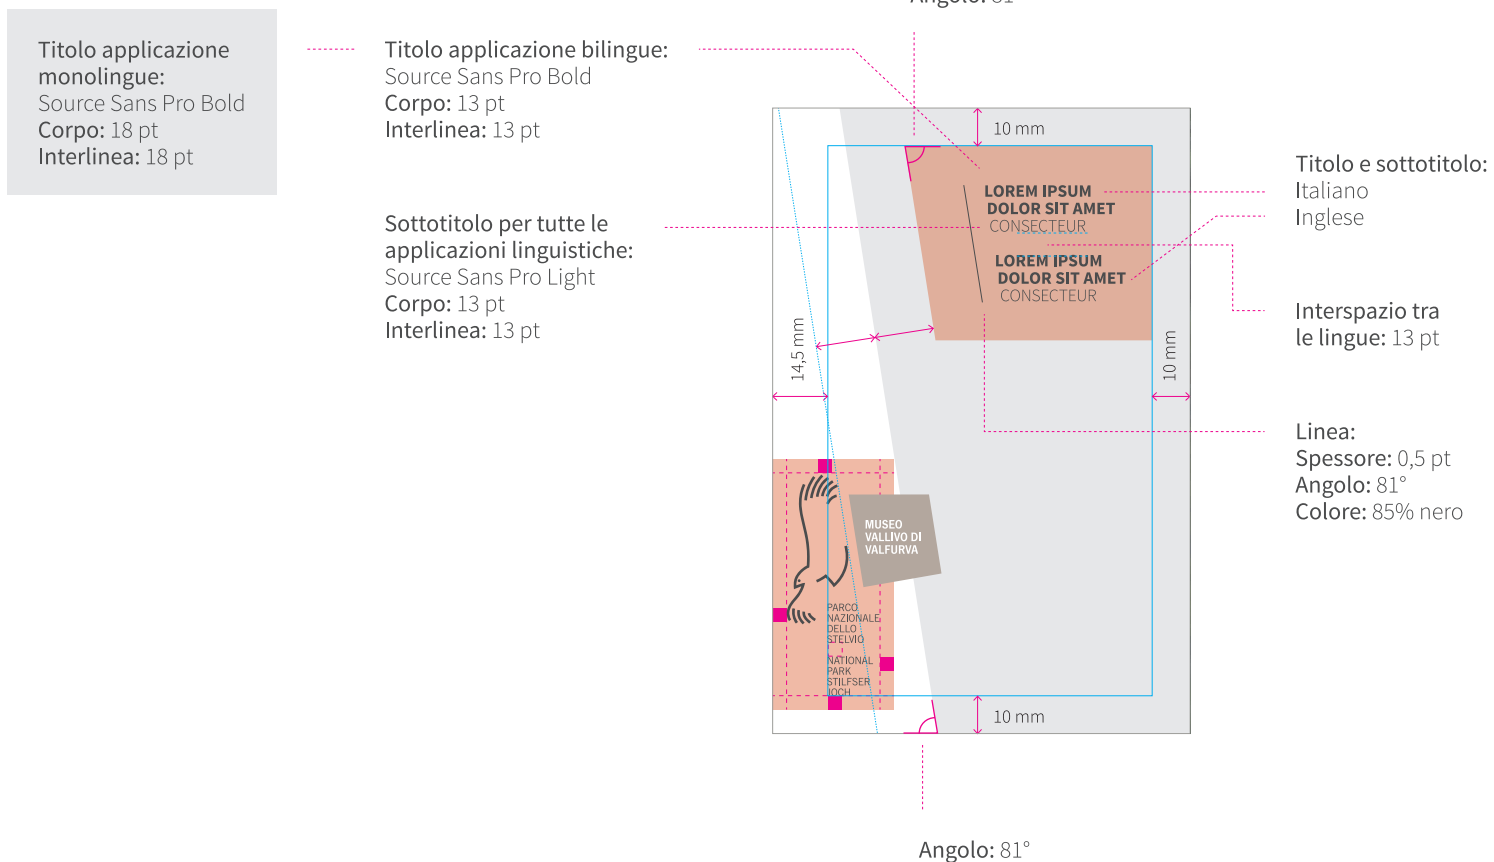 Angolo: 81°
Titolo applicazione
monolingue:
Source Sans Pro Bold
Corpo: 18 pt
Interlinea: 18 pt
Titolo applicazione bilingue:
Source Sans Pro Bold
Corpo: 13 pt
Interlinea: 13 pt
Sottotitolo per tutte le
applicazioni linguistiche:
Source Sans Pro Light
Corpo: 13 pt
Interlinea: 13 pt
10 mm
LOREM IPSUM
DOLOR SIT AMET
CONSECTEUR
LOREM IPSUM
DOLOR SIT AMET
CONSECTEUR
14,5 mm
10 mm
MUSEO
VALLIVO DI
VALFURVA
PARCO
NAZIONALE
DELLO
STELVIO
NATIONAL
PARK
STILFSER
JOCH
10 mm
Angolo: 81°
Titolo e sottotitolo:
Italiano
Inglese
Interspazio tra
le lingue: 13 pt
Linea:
Spessore: 0,5 pt
Angolo: 81°
Colore: 85% nero